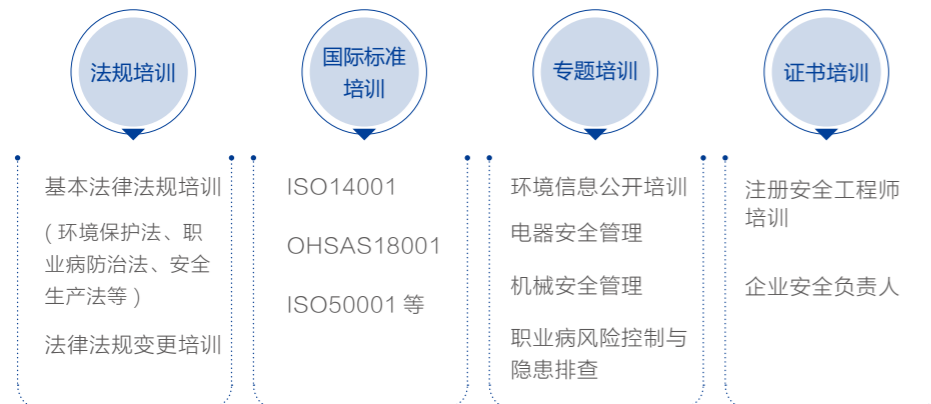 法规培训
基本法律法规培训
( 环境保护法、职
业病防治法、安全
生产法等 )
法律法规变更培训
国际标准
培训
ISO14001
OHSAS18001
ISO50001 等
专题培训
环境信息公开培训
电器安全管理
机械安全管理
职业病风险控制与
隐患排查
证书培训
注册安全工程师
培训
企业安全负责人